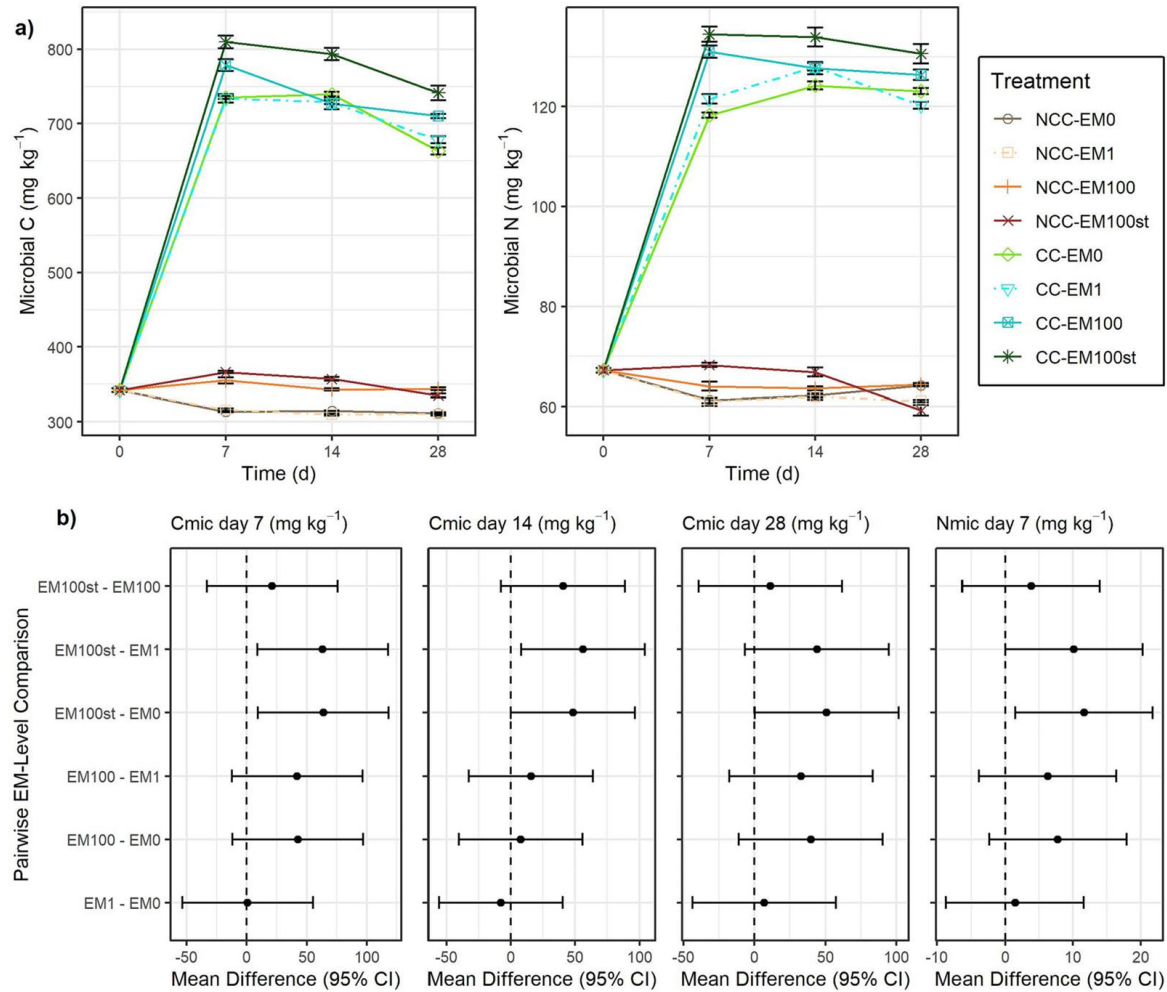 a)
Microbial C (mg kg⁻¹)
800
700
600
500
400
300
0 7 14 28
Time (d)
Microbial N (mg kg⁻¹)
120
100
80
60
0 7 14 28
Time (d)
Treatment
NCC-EM0
NCC-EM1
NCC-EM100
NCC-EM100st
CC-EM0
CC-EM1
CC-EM100
CC-EM100st
b)
Pairwise EM-Level Comparison
Cmic day 7 (mg kg⁻¹)
EM100st - EM100
EM100st - EM1
EM100st - EM0
EM100 - EM1
EM100 - EM0
EM1 - EM0
-50 0 50 100
Mean Difference (95% CI)
Cmic day 14 (mg kg⁻¹)
-50 0 50 100
Mean Difference (95% CI)
Cmic day 28 (mg kg⁻¹)
-50 0 50 100
Mean Difference (95% CI)
Nmic day 7 (mg kg⁻¹)
-10 0 10 20
Mean Difference (95% CI)